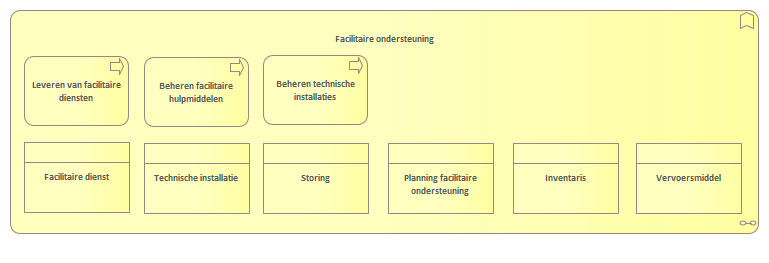 Facilitaire ondersteuning
Leveren van facilitaire
diensten
Beheren facilitaire
hulpmiddelen
Beheren technische
installaties
Facilitaire dienst
Technische installatie
Storing
Planning facilitaire
ondersteuning
Inventaris
Vervoersmiddel